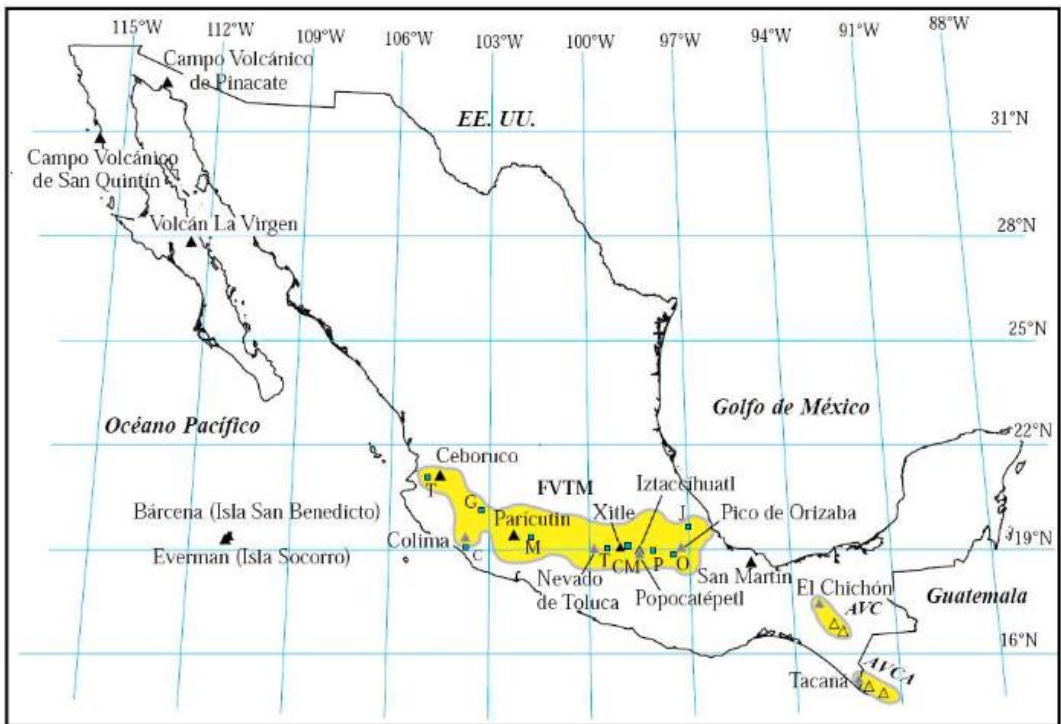 115°W 112°W 109°W 106°W 103°W 100°W 97°W 94°W 91°W 88°W
Campo Volcánico
de Pinacate
EE. UU.
31°N
Campo Volcánico
de San Quintín
Volcán La Virgen
28°N
25°N
Océano Pacífico
Golfo de México
22°N
Ceboruco
T
FVTM
Iztaccíhuatl
G
Xitle
J
Pico de Orizaba
Bárcena (Isla San Benedicto)
Paricutin
Colima
C
M
T
CM
P
O
19°N
Everman (Isla Socorro)
Nevado
de Toluca
Popocatépetl
San Martín
El Chichón
AVC
Guatemala
16°N
Tacaná
AVCA